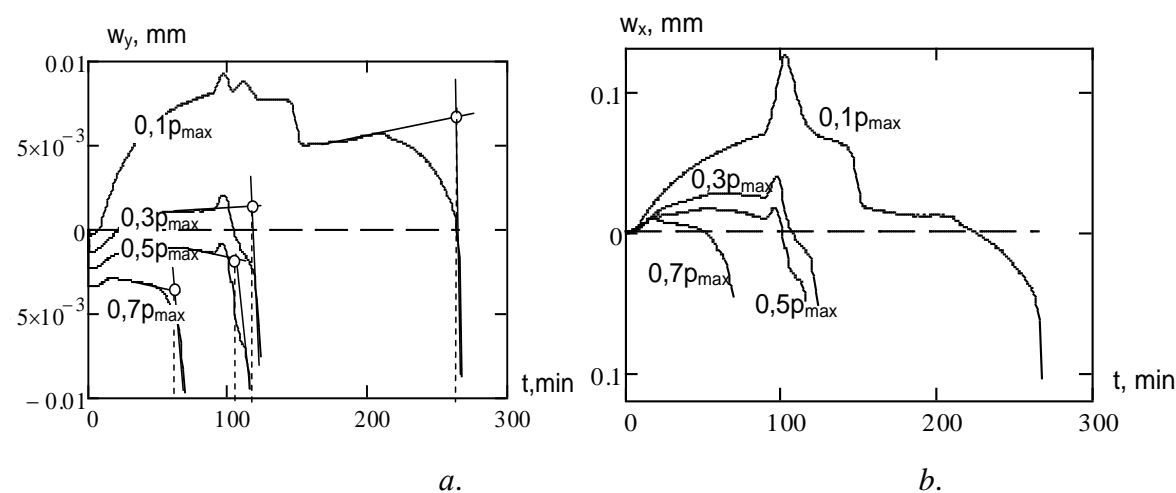 w_y, mm
0.01
5×10⁻³
0
5×10⁻³
− 0.01
0,1p_max
0,3p_max
0,5p_max
0,7p_max
0
100
200
300
t,min
a.
w_x, mm
0.1
0
0.1
0,1p_max
0,3p_max
0,7p_max
0,5p_max
0
100
200
300
t, min
b.